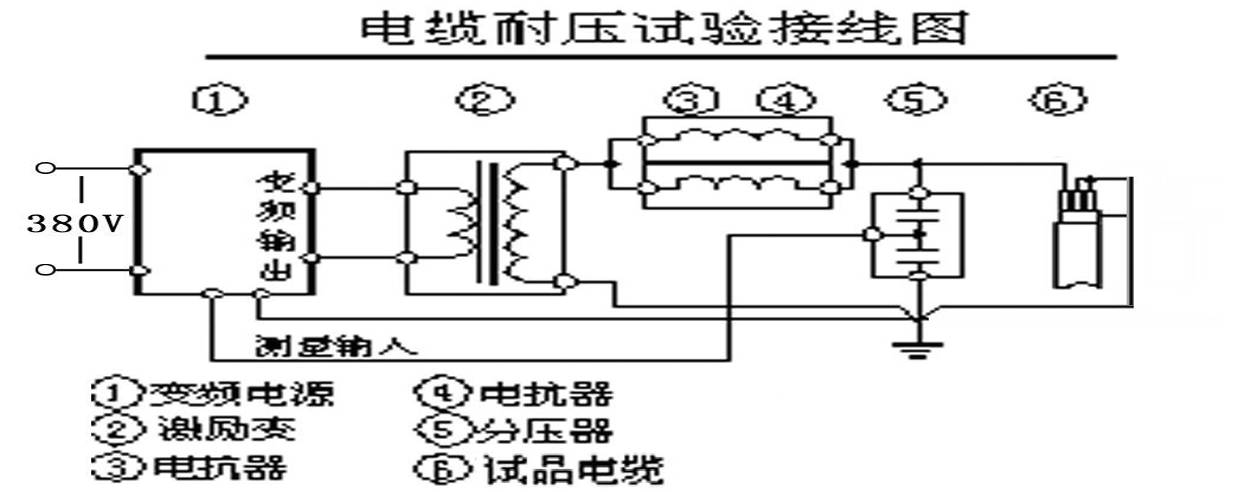 电缆耐压试验接线图
① ② ③ ④ ⑤ ⑥
380V
变频输出
测量输入
①变频电源 ④电抗器
②激励变 ⑤分压器
③电抗器 ⑥试品电缆